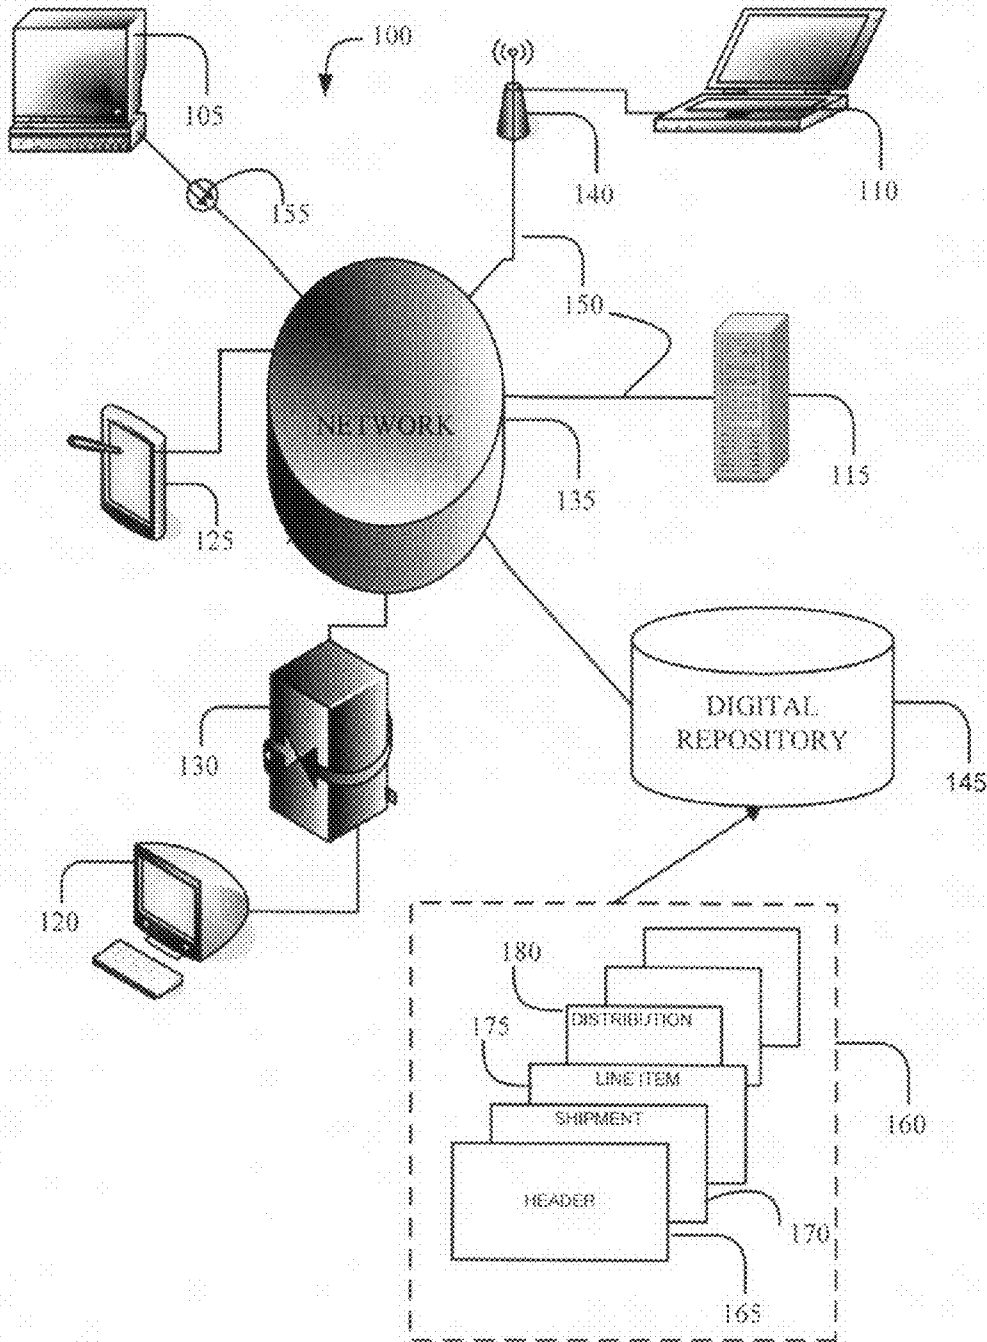 100
105
140
110
155
150
NETWORK
115
135
125
DIGITAL
REPOSITORY
130
145
120
180
DISTRIBUTION
175
LINE ITEM
SHIPMENT
160
HEADER
170
165